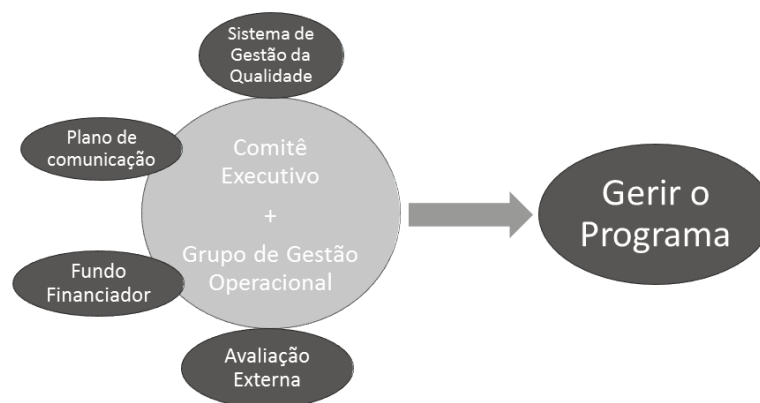 Sistema de
Gestão da
Qualidade
Plano de
comunicação
Comitê
Executivo
+
Grupo de Gestão
Operacional
Gerir o
Programa
Fundo
Financiador
Avaliação
Externa